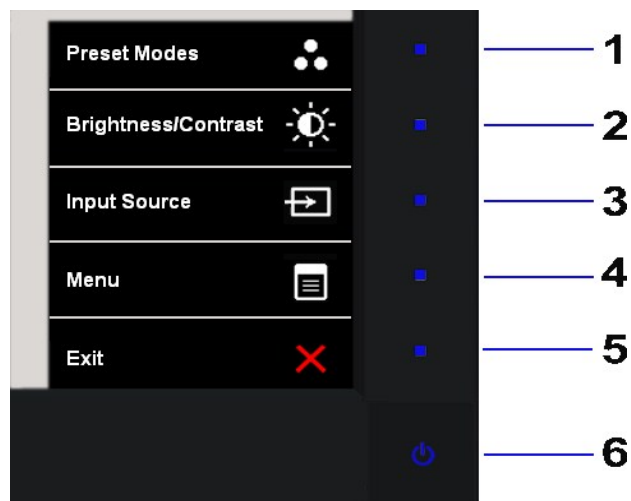 Preset Modes 1
Brightness/Contrast 2
Input Source 3
Menu 4
Exit 5
6